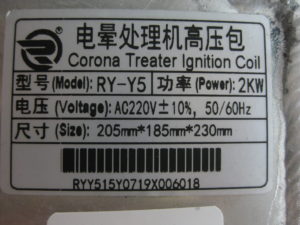 电晕处理机高压包
Corona Treater Ignition Coil
型号(Model): RY-Y5 功率(Power): 2KW
电压(Voltage): AC220V±10%, 50/60Hz
尺寸(Size): 205mm*185mm*230mm
RYY515Y0719X006018